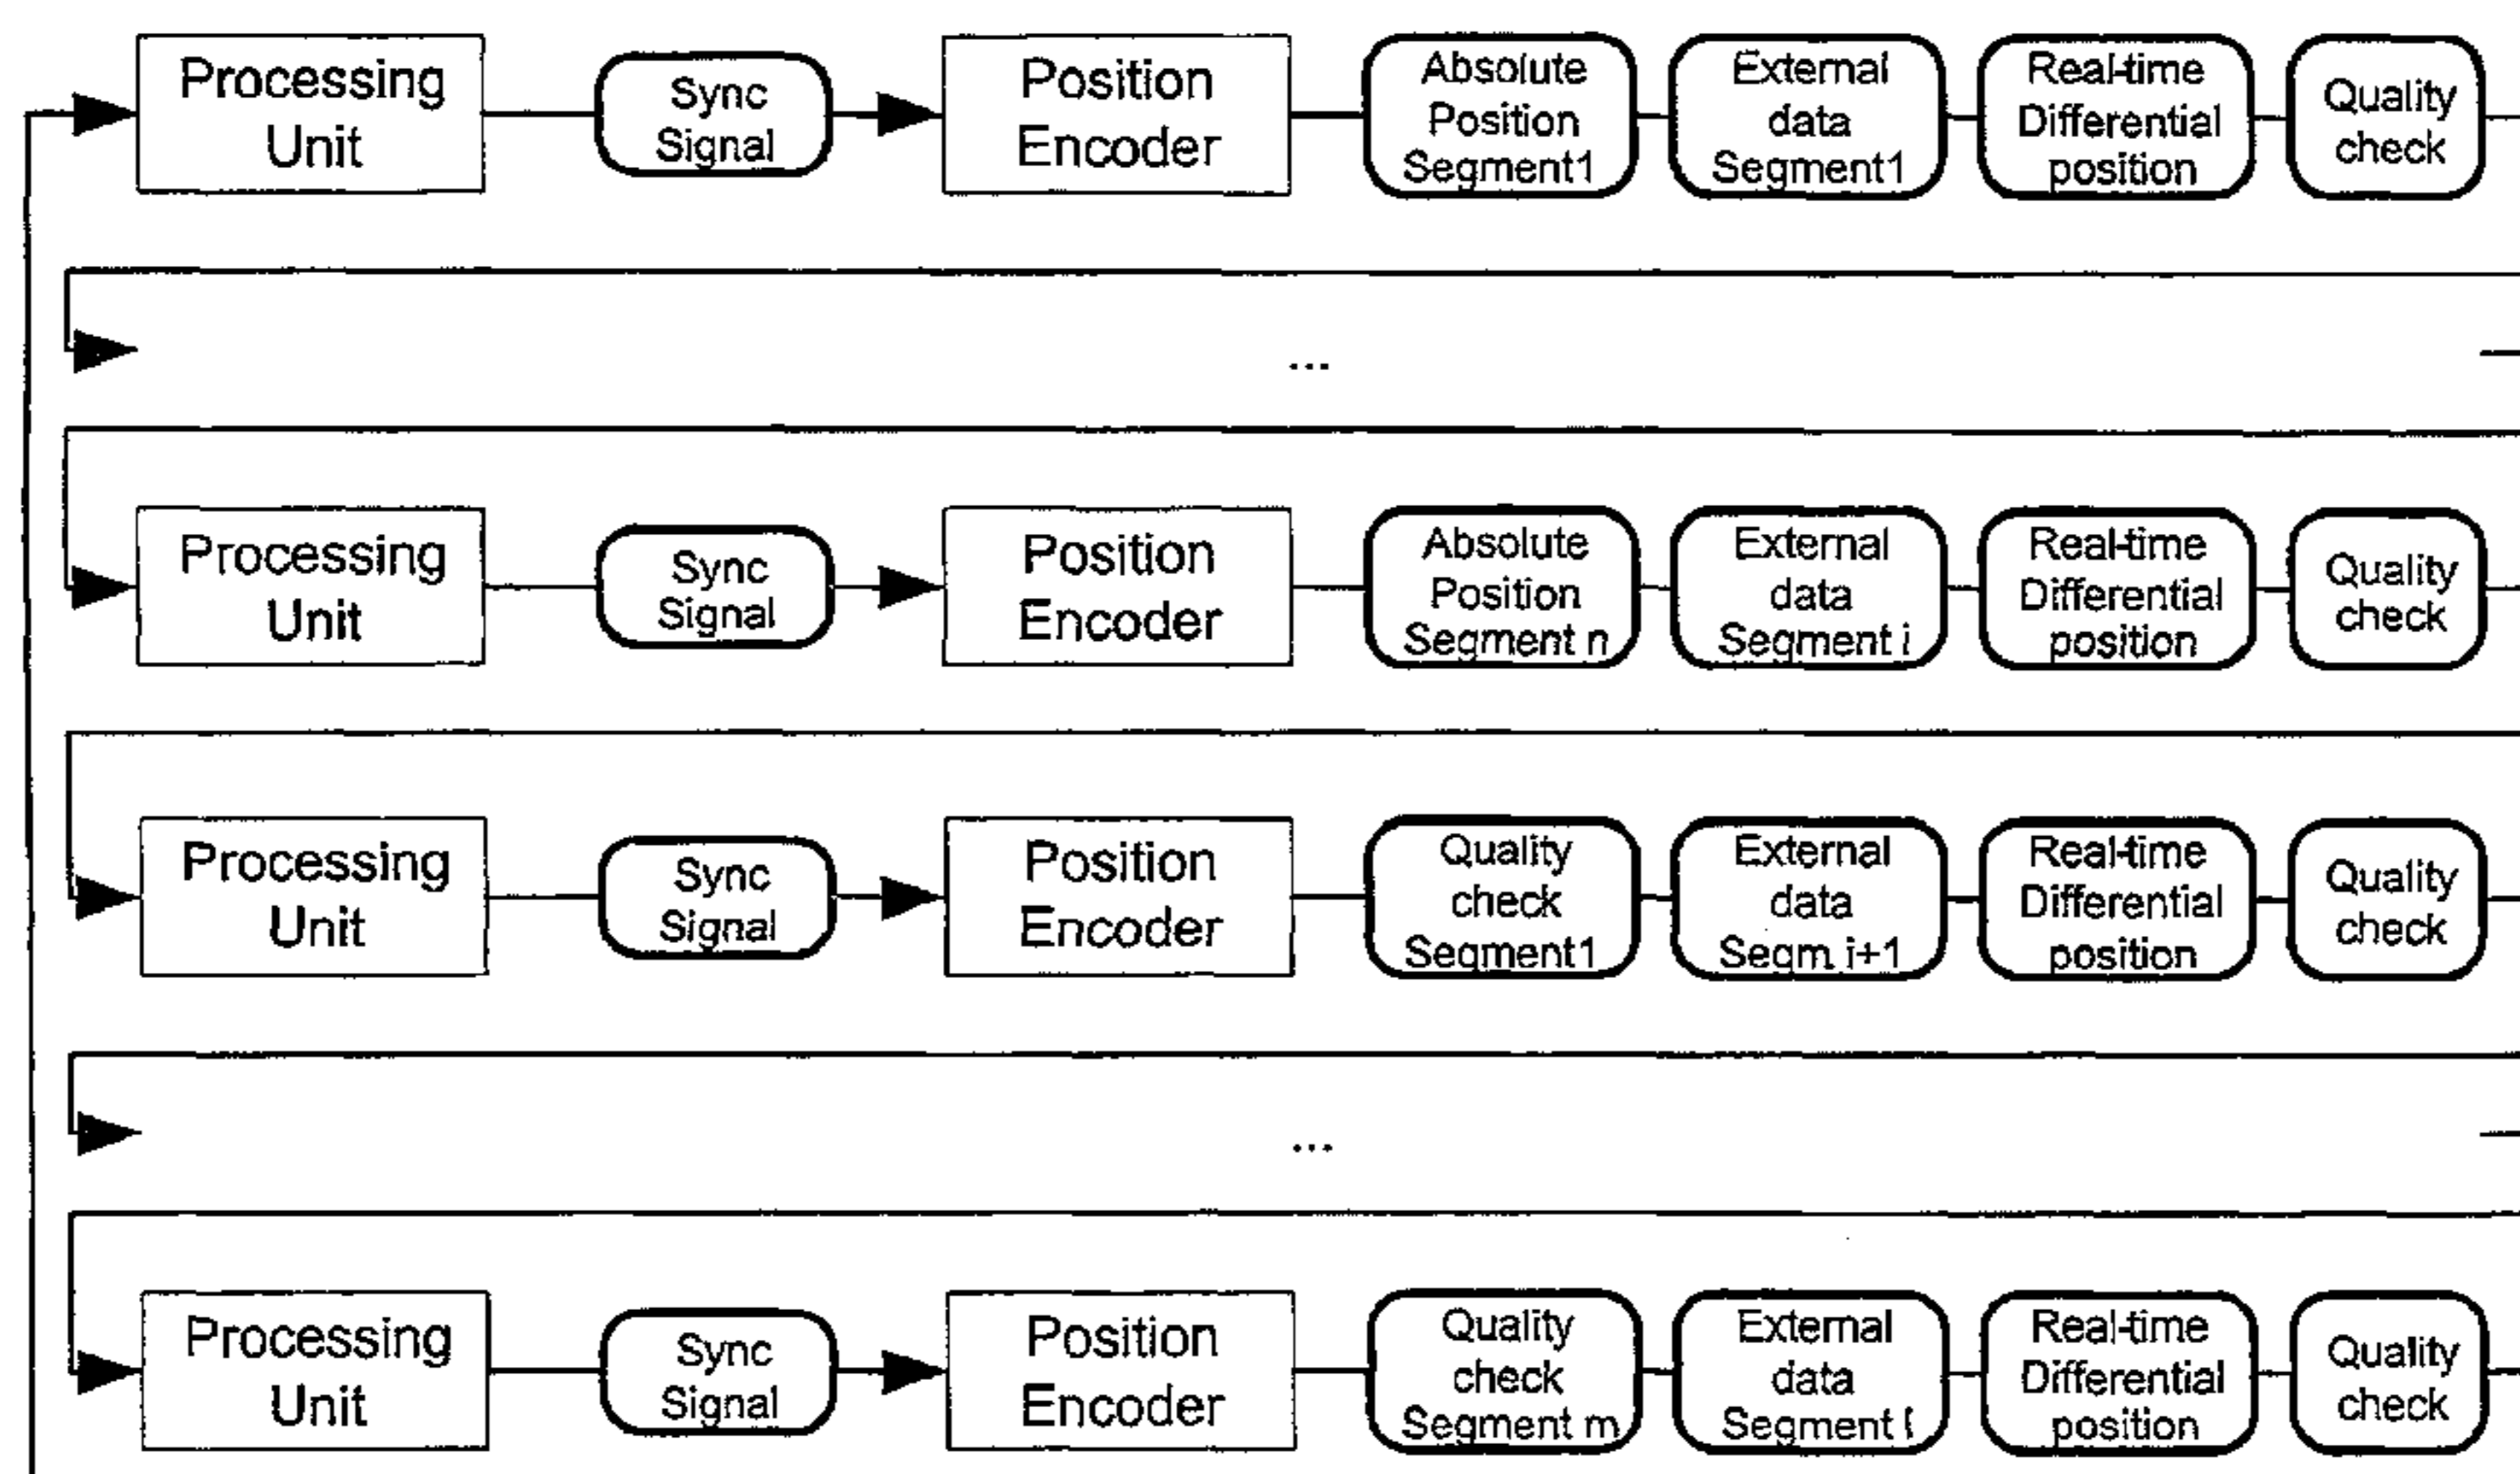 Processing
Unit
Sync
Signal
Position
Encoder
Absolute
Position
Segment1
External
data
Segment1
Real-time
Differential
position
Quality
check
...
Processing
Unit
Sync
Signal
Position
Encoder
Absolute
Position
Segment n
External
data
Segment i
Real-time
Differential
position
Quality
check
Processing
Unit
Sync
Signal
Position
Encoder
Quality
check
Segment1
External
data
Segm. i+1
Real-time
Differential
position
Quality
check
...
Processing
Unit
Sync
Signal
Position
Encoder
Quality
check
Segment m
External
data
Segment
Real-time
Differential
position
Quality
check